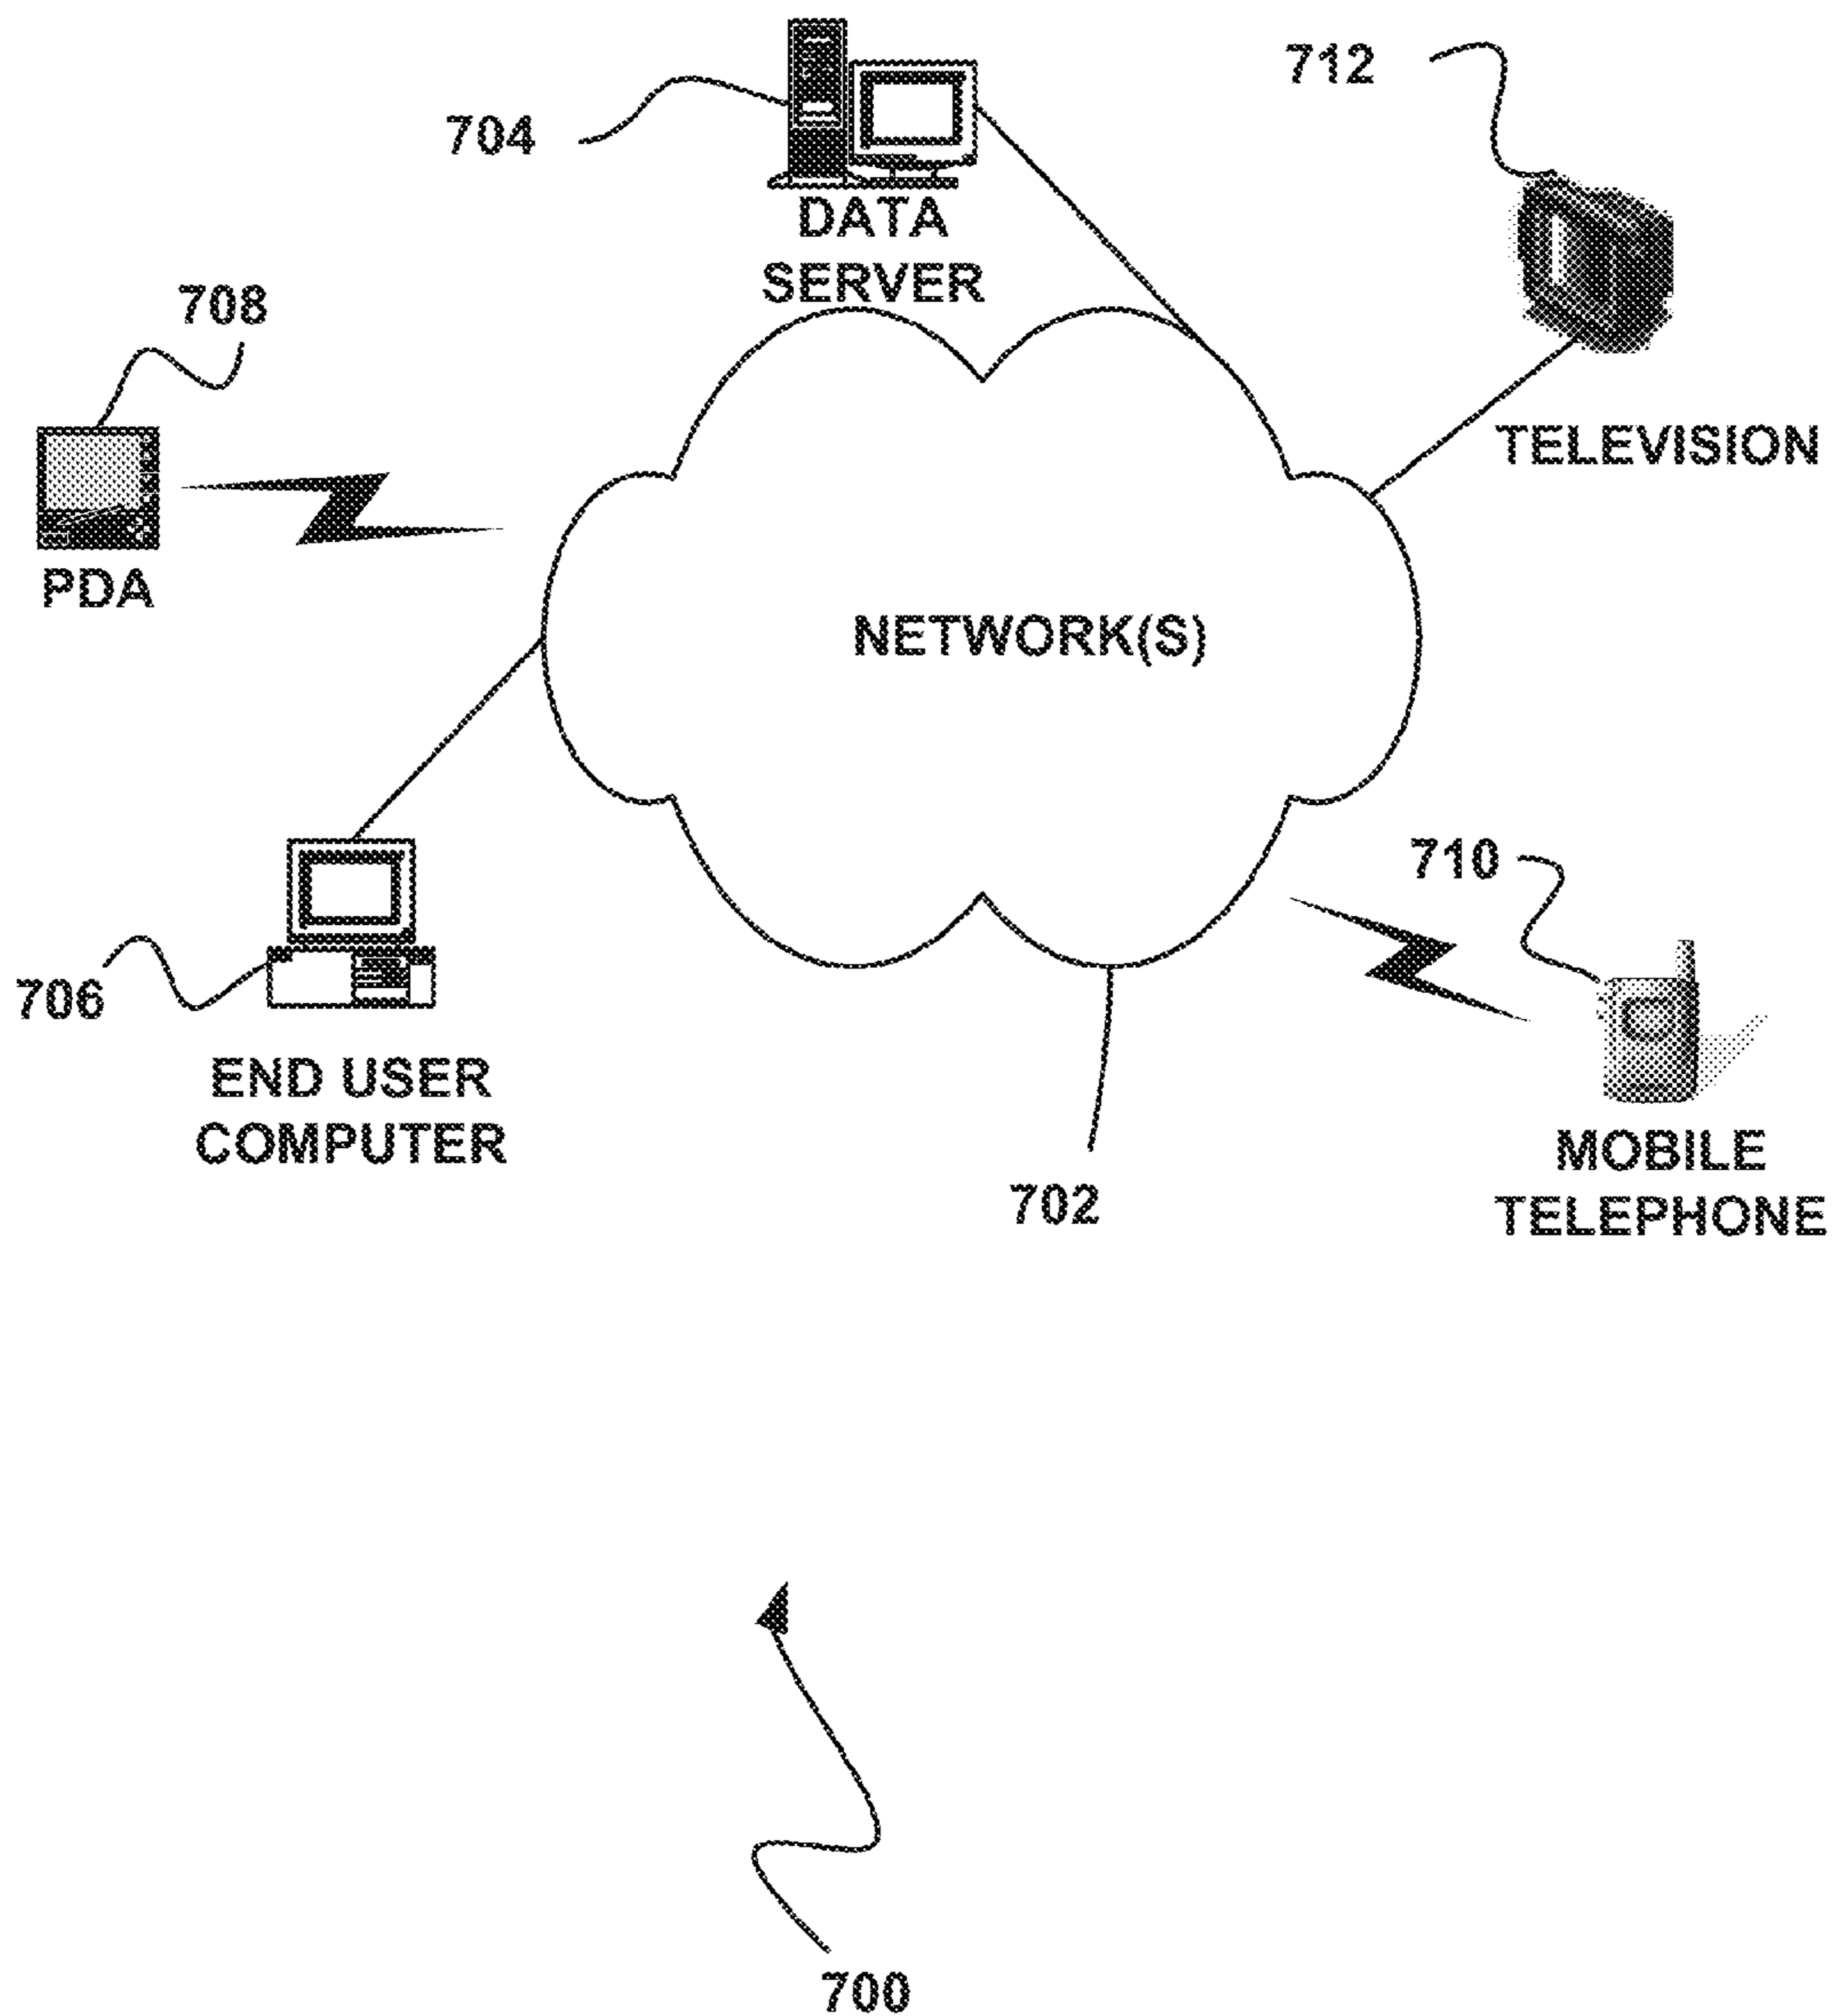 712
704
DATA
SERVER
708
TELEVISION
PDA
NETWORK(S)
710
706
END USER
COMPUTER
MOBILE
TELEPHONE
702
700